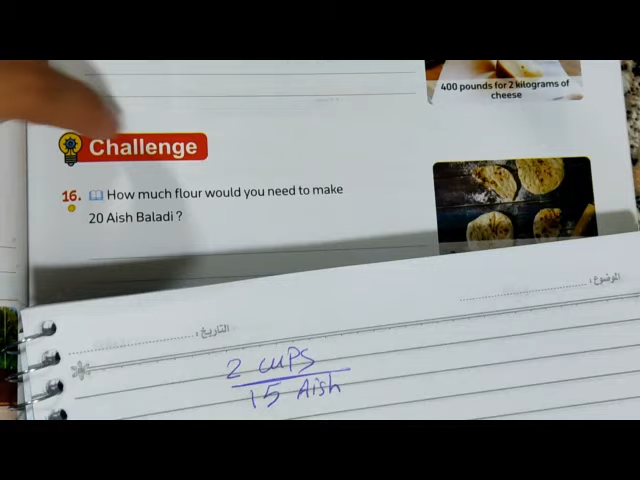 400 pounds for 2 kilograms of
cheese
Challenge
16. How much flour would you need to make
20 Aish Baladi ?
الموضوع:
التاريخ:
2 cups
15 Aish